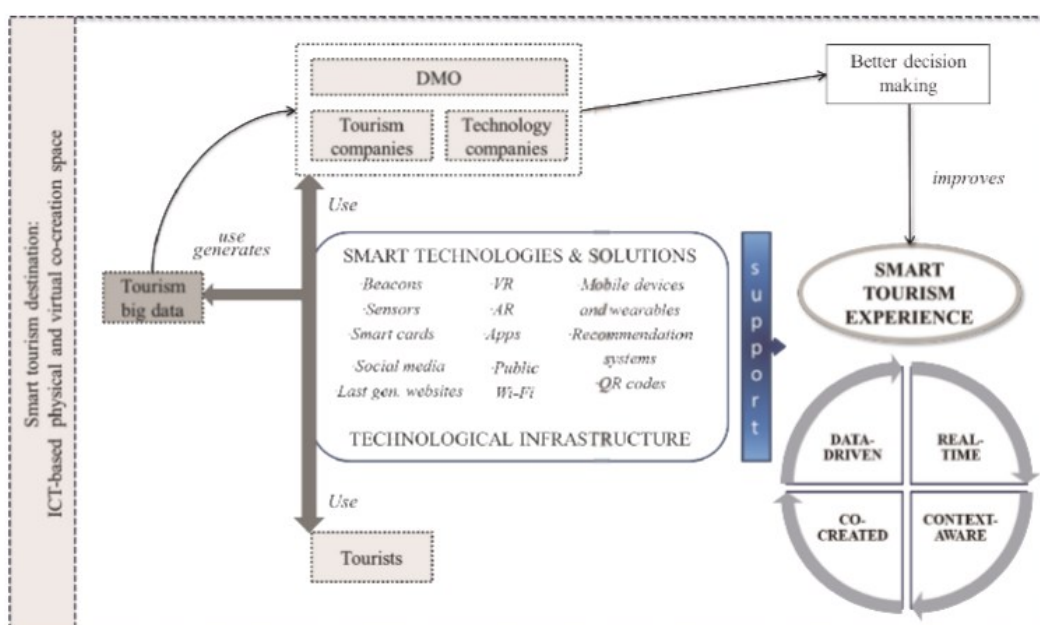 Smart tourism destination:
ICT-based physical and virtual co-creation space
DMO
Tourism
companies
Technology
companies
Better decision
making
improves
Use
use
generates
Tourism
big data
SMART TECHNOLOGIES & SOLUTIONS
·Beacons
·Sensors
·Smart cards
·Social media
·Last gen. websites
·VR
·AR
·Apps
·Public
Wi-Fi
·Mobile devices
and wearables
·Recommendation
systems
·QR codes
TECHNOLOGICAL INFRASTRUCTURE
support
SMART
TOURISM
EXPERIENCE
DATA-
DRIVEN
REAL-
TIME
CO-
CREATED
CONTEXT-
AWARE
Use
Tourists